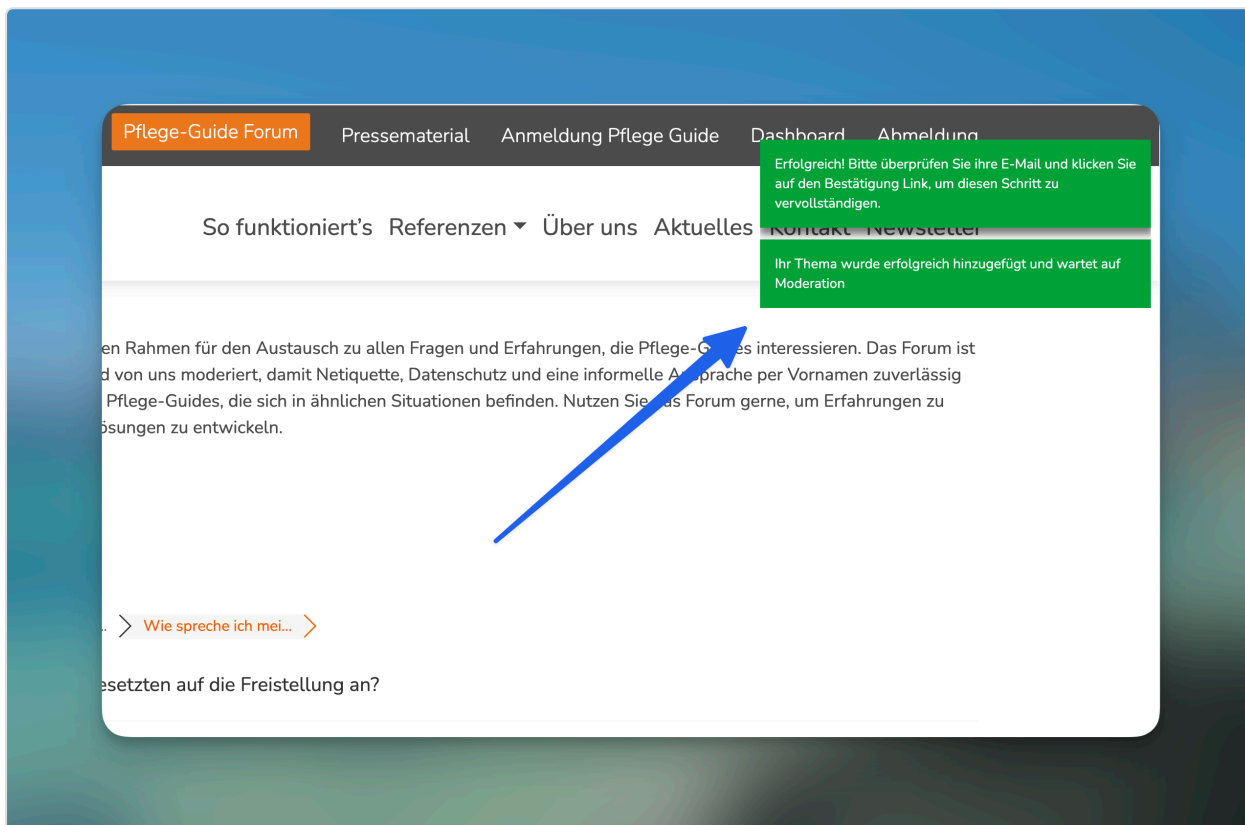 Pflege-Guide Forum Pressematerial Anmeldung Pflege Guide Dashboard Abmeldung
Erfolgreich! Bitte überprüfen Sie ihre E-Mail und klicken Sie
auf den Bestätigung Link, um diesen Schritt zu
vervollständigen.
So funktioniert’s Referenzen Über uns Aktuelles Kontakt Newsletter
Ihr Thema wurde erfolgreich hinzugefügt und wartet auf
Moderation
en Rahmen für den Austausch zu allen Fragen und Erfahrungen, die interessieren. Das Forum ist
d von uns moderiert, damit Netiquette, Datenschutz und eine informelle Ansprache per Vornamen zuverlässig
Pflege-Guides, die sich in ähnlichen Situationen befinden. Nutzen Sie das Forum gerne, um Erfahrungen zu
ösungen zu entwickeln.
.. Wie spreche ich mei...
esetzten auf die Freistellung an?